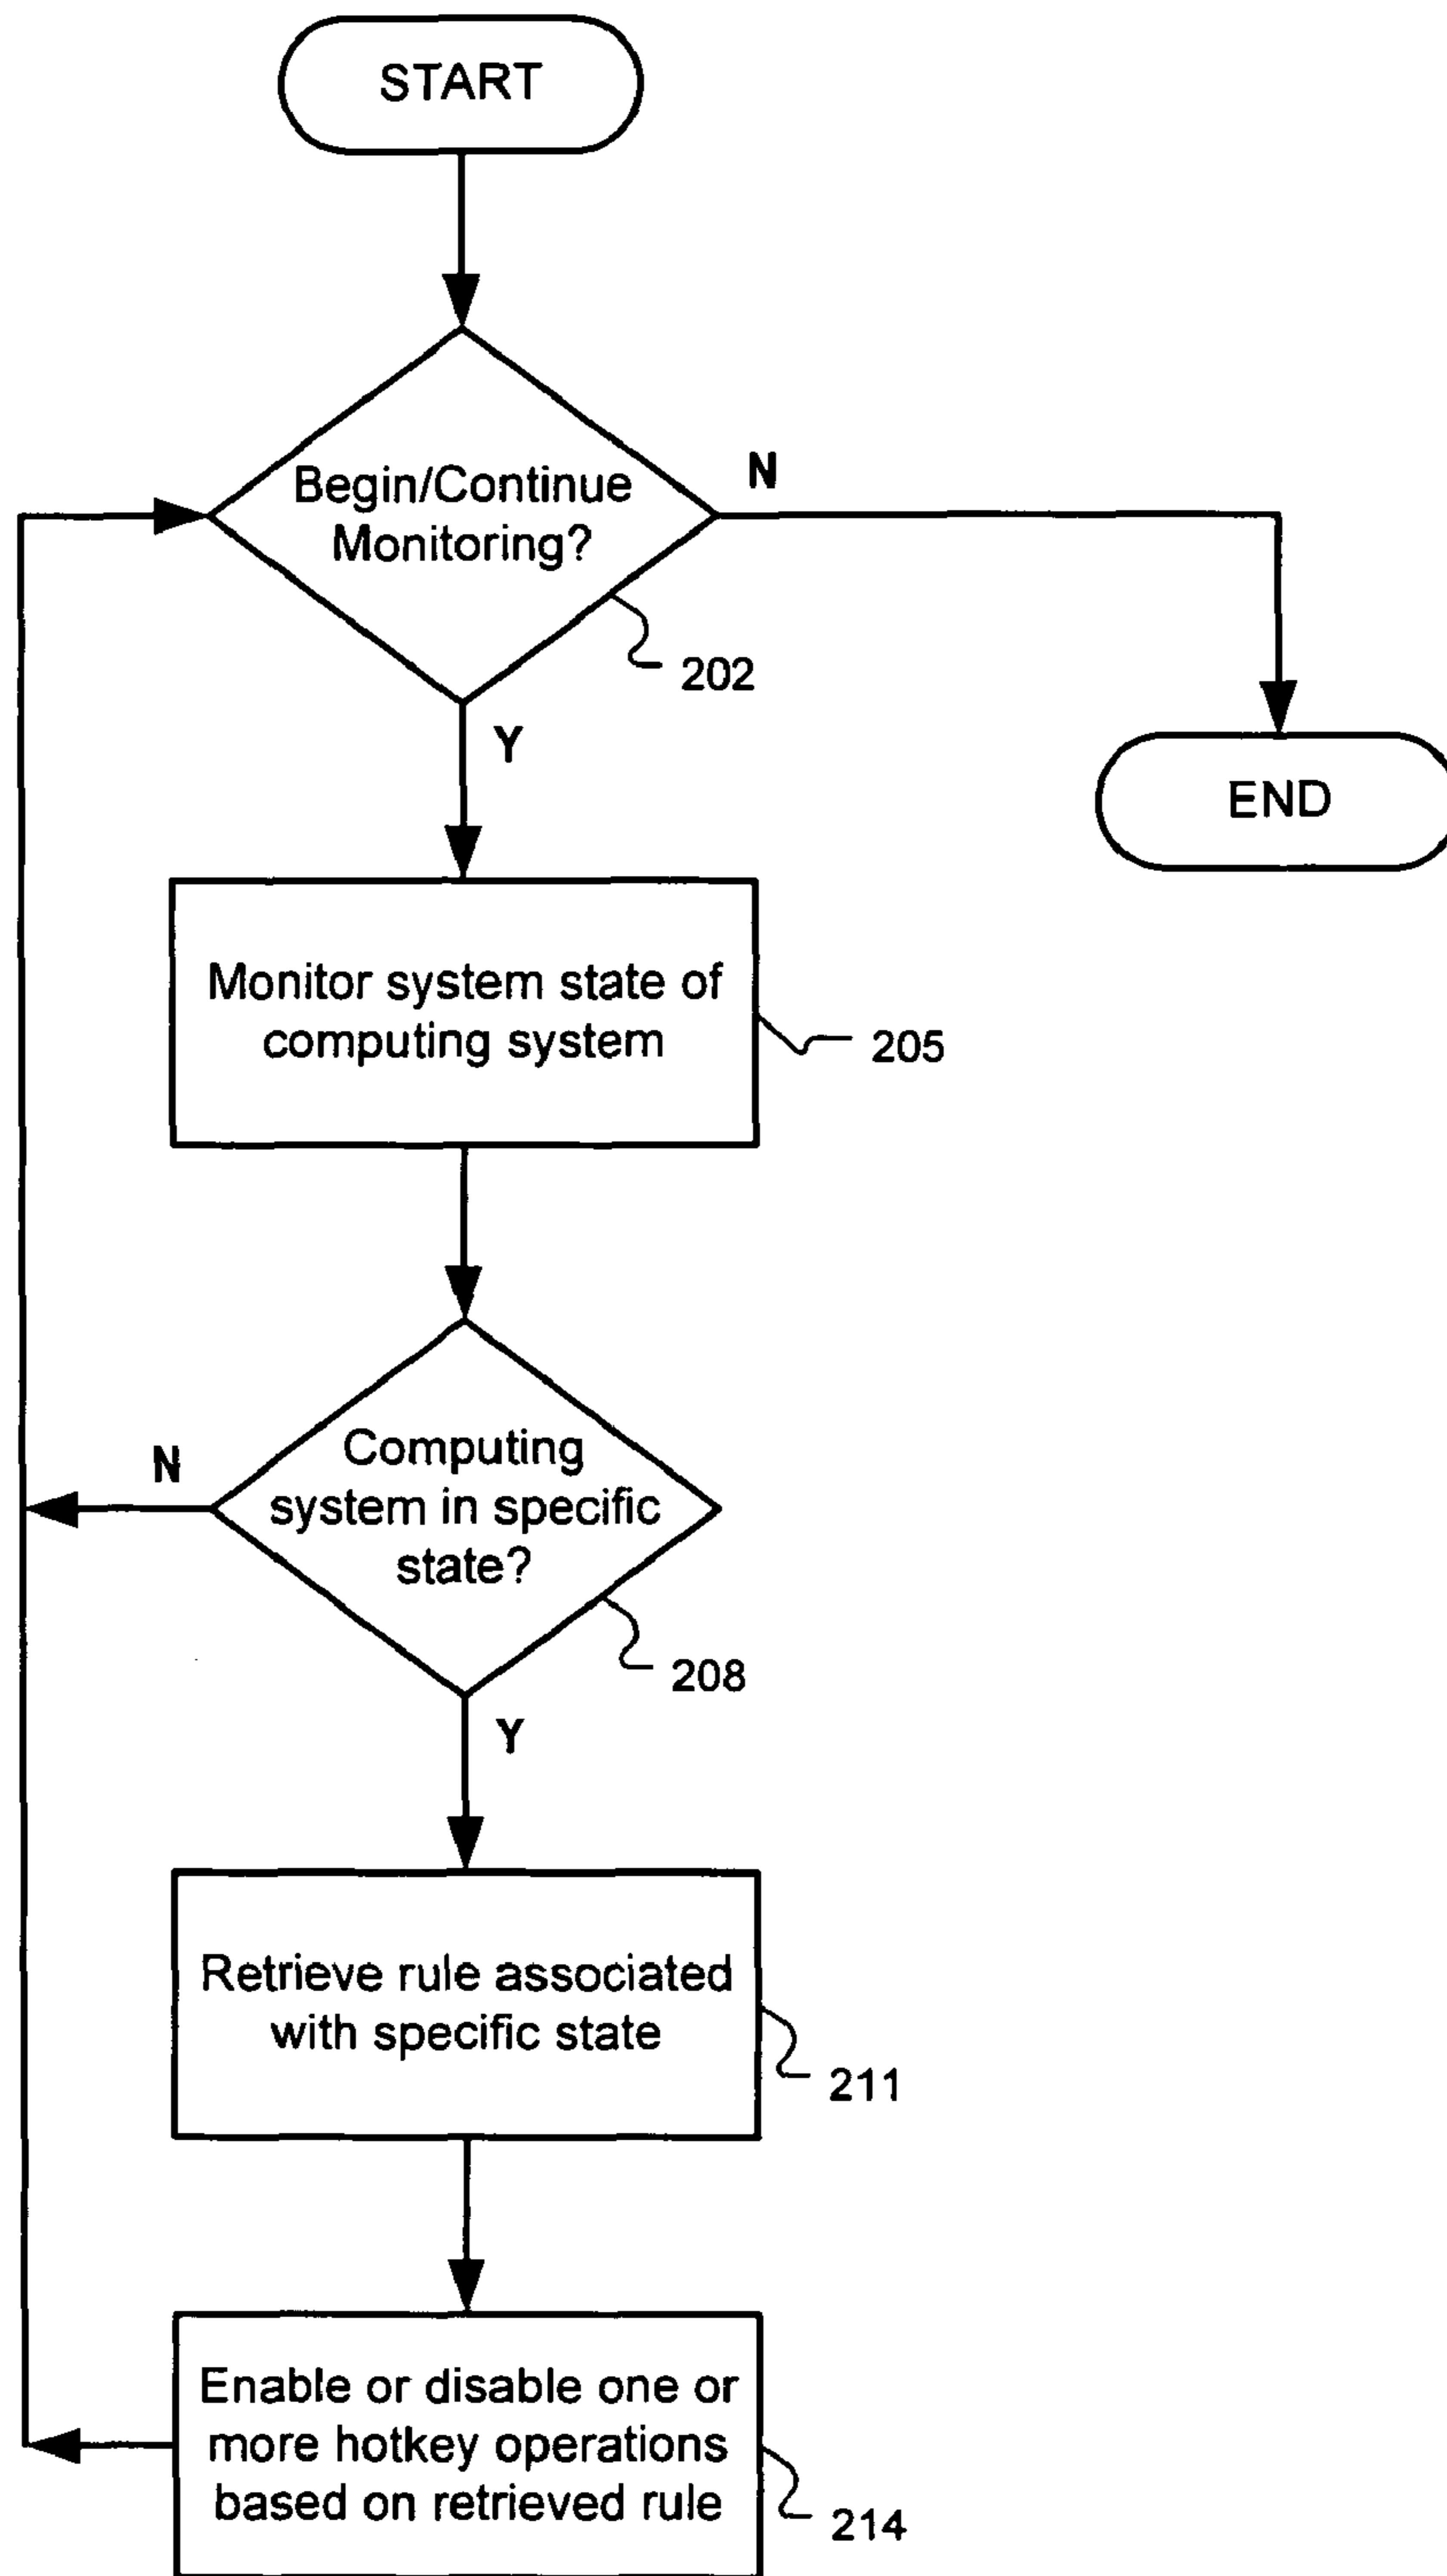 START
Begin/Continue
Monitoring?
N
202
Y
END
Monitor system state of
computing system
205
Computing
system in specific
state?
N
208
Y
Retrieve rule associated
with specific state
211
Enable or disable one or
more hotkey operations
based on retrieved rule
214